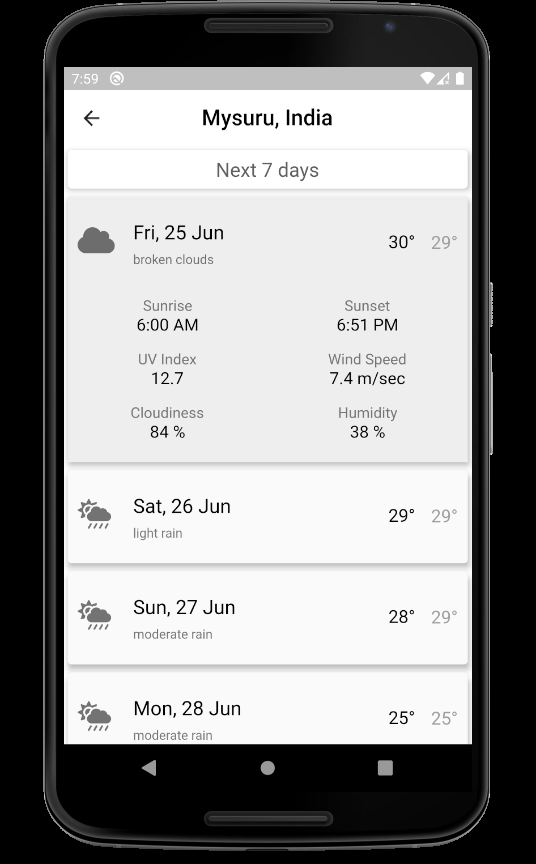 7:59
Mysuru, India
Next 7 days
Fri, 25 Jun
30° 29°
broken clouds
Sunrise Sunset
6:00 AM 6:51 PM
UV Index Wind Speed
12.7 7.4 m/sec
Cloudiness Humidity
84 % 38 %
Sat, 26 Jun
29° 29°
light rain
Sun, 27 Jun
28° 29°
moderate rain
Mon, 28 Jun
25° 25°
moderate rain